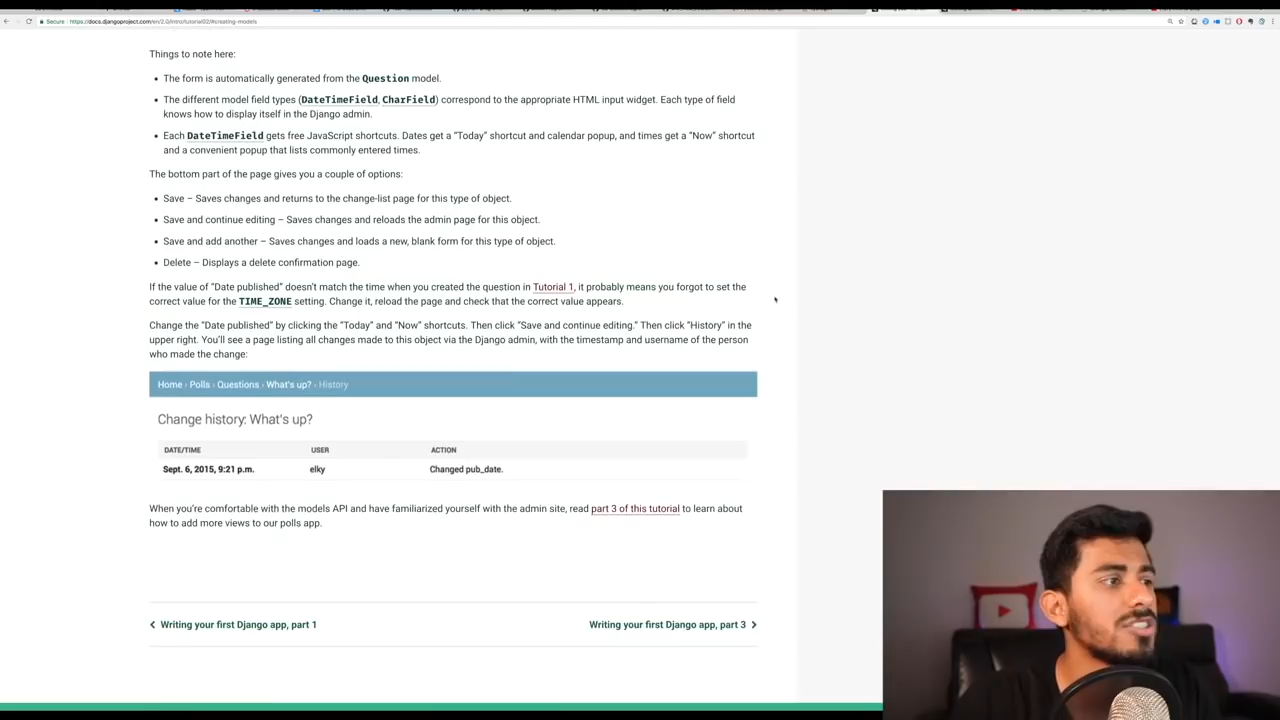 Secure | https://docs.djangoproject.com/en/2.0/intro/tutorial02/#creating-models
Things to note here:
• The form is automatically generated from the Question model.
• The different model field types (DateTimeField, CharField) correspond to the appropriate HTML input widget. Each type of field
knows how to display itself in the Django admin.
• Each DateTimeField gets free JavaScript shortcuts. Dates get a “Today” shortcut and calendar popup, and times get a “Now” shortcut
and a convenient popup that lists commonly entered times.
The bottom part of the page gives you a couple of options:
• Save – Saves changes and returns to the change-list page for this type of object.
• Save and continue editing – Saves changes and reloads the admin page for this object.
• Save and add another – Saves changes and loads a new, blank form for this type of object.
• Delete – Displays a delete confirmation page.
If the value of “Date published” doesn’t match the time when you created the question in Tutorial 1, it probably means you forgot to set the
correct value for the TIME_ZONE setting. Change it, reload the page and check that the correct value appears.
Change the “Date published” by clicking the “Today” and “Now” shortcuts. Then click “Save and continue editing.” Then click “History” in the
upper right. You’ll see a page listing all changes made to this object via the Django admin, with the timestamp and username of the person
who made the change:
Home › Polls › Questions › What's up? › History
Change history: What's up?
DATE/TIME USER ACTION
Sept. 6, 2015, 9:21 p.m. elky Changed pub_date.
When you’re comfortable with the models API and have familiarized yourself with the admin site, read part 3 of this tutorial to learn about
how to add more views to our polls app.
Writing your first Django app, part 1
Writing your first Django app, part 3